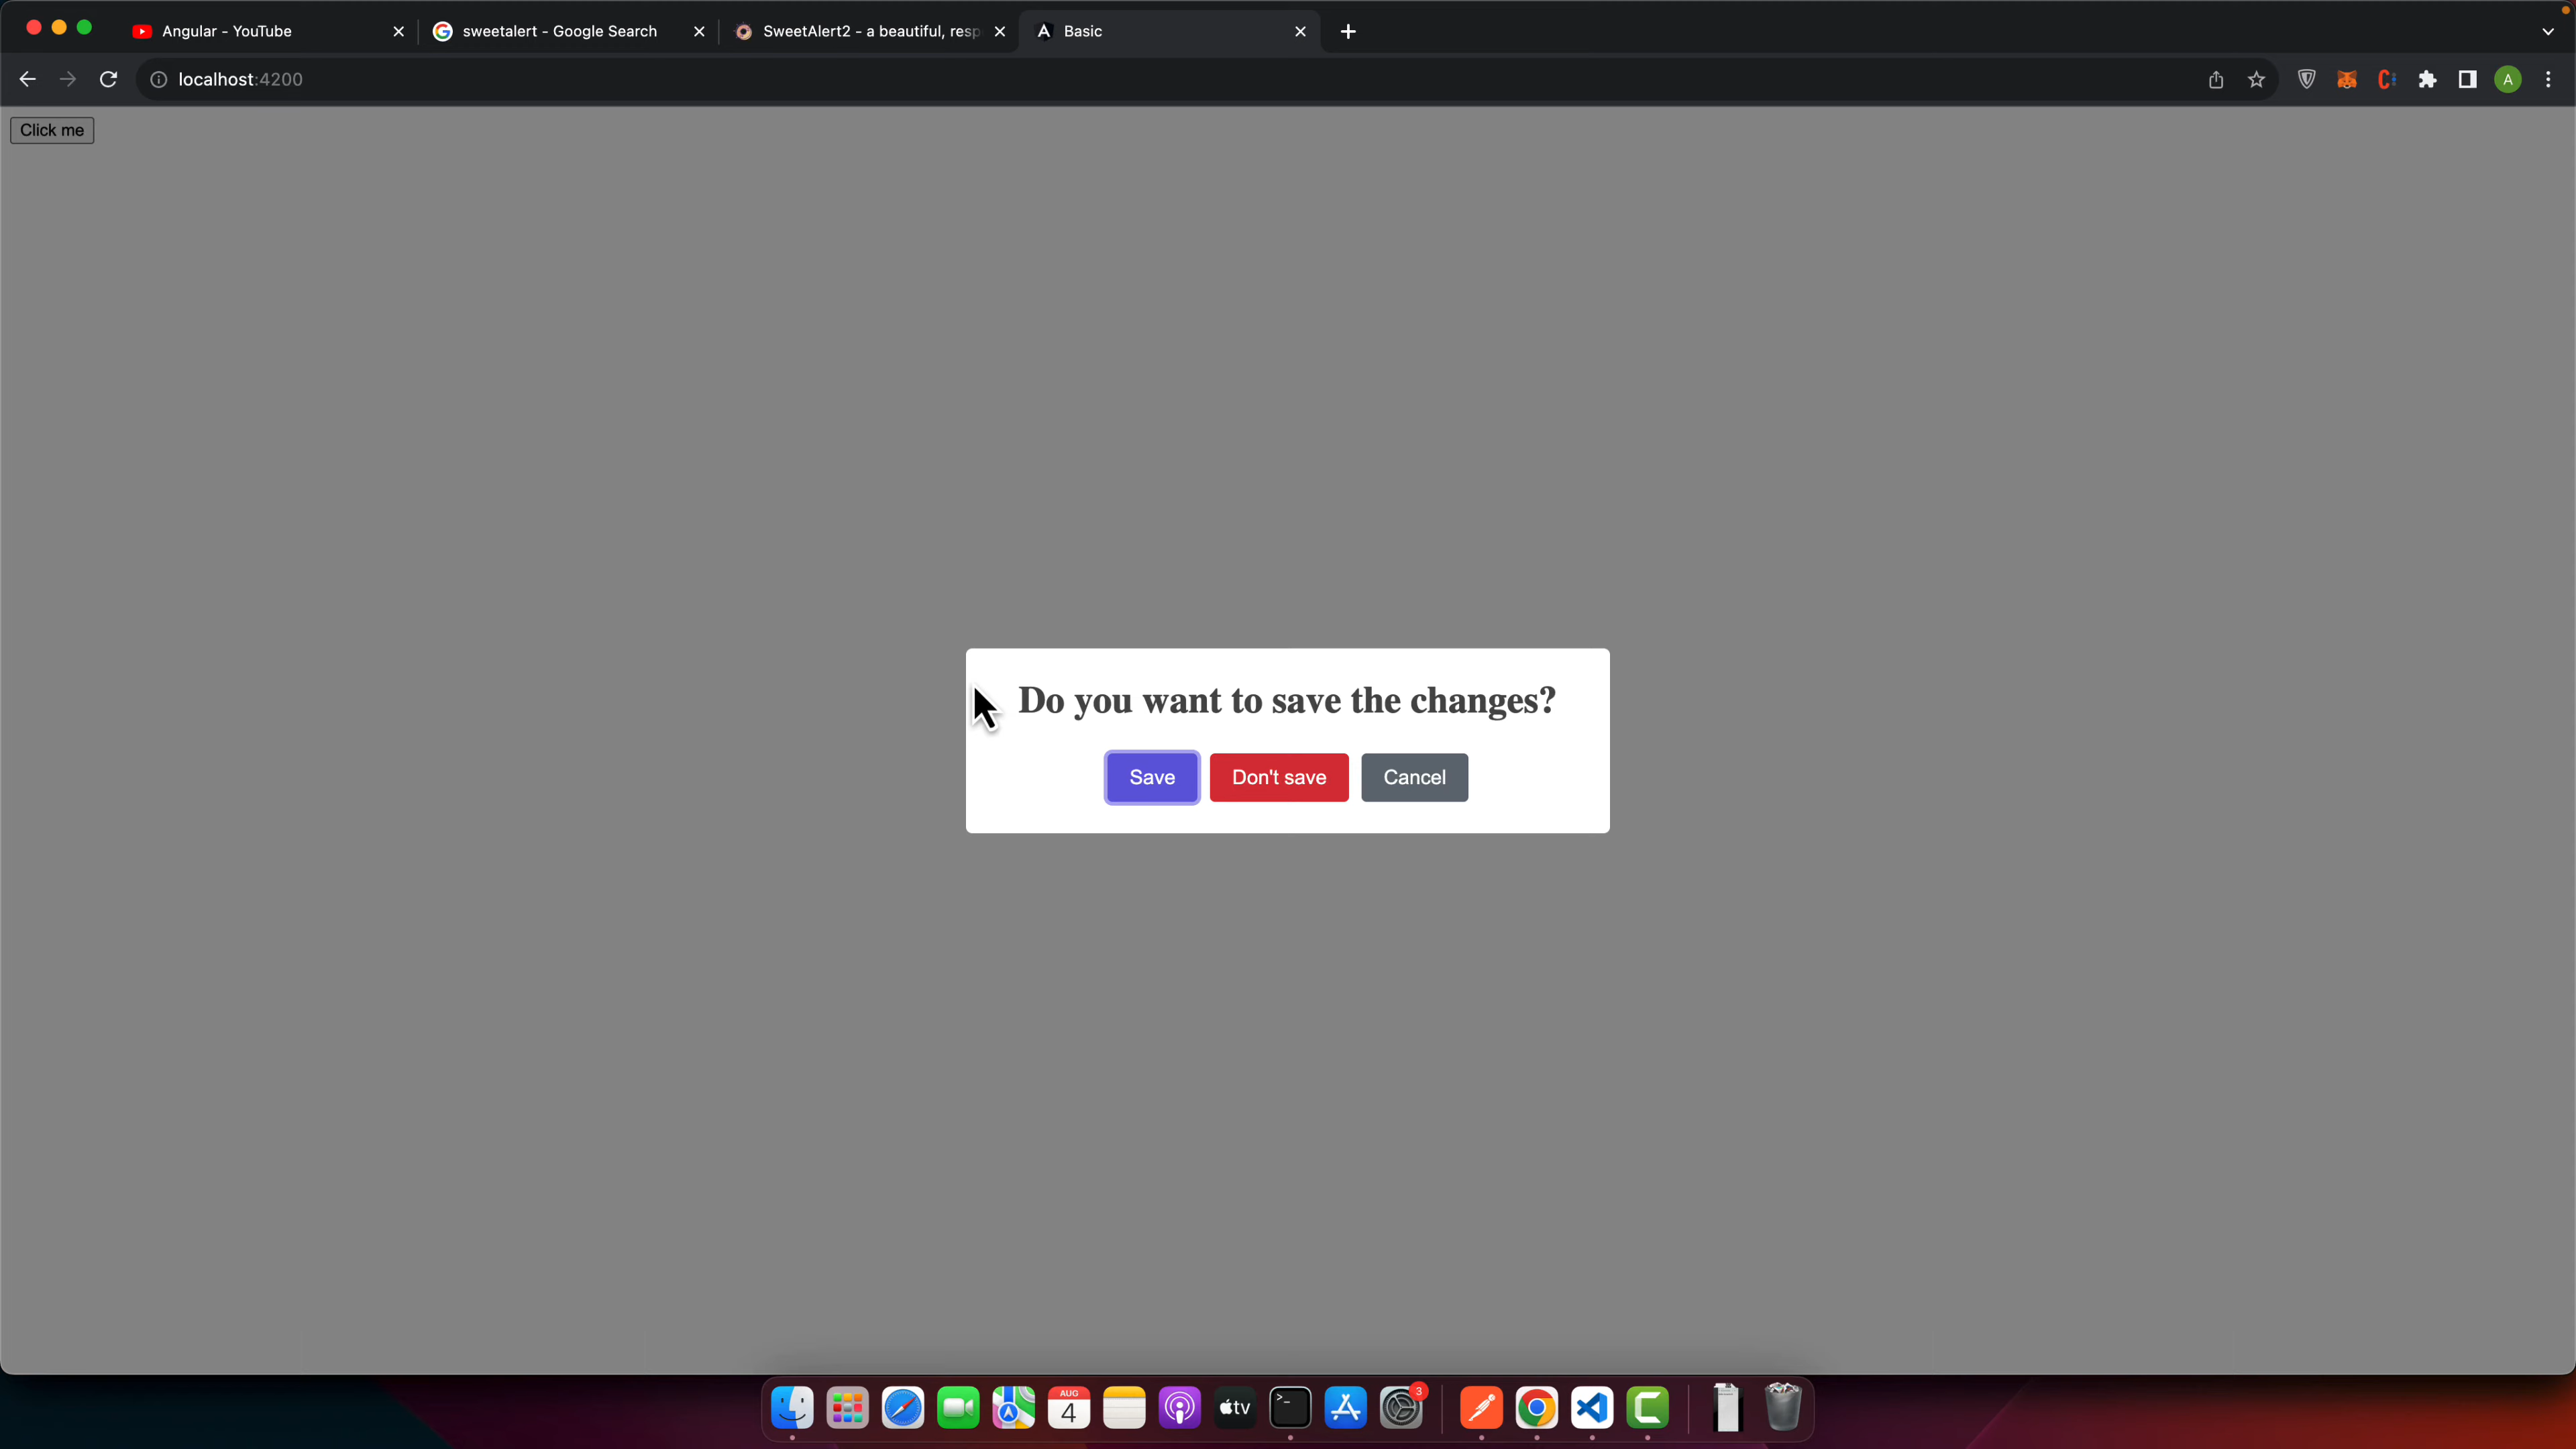 Angular - YouTube
sweetalert - Google Search
SweetAlert2 - a beautiful, resp
Basic
localhost:4200
A
Click me
Do you want to save the changes?
Save
Don't save
Cancel
AUG
4
tv
3